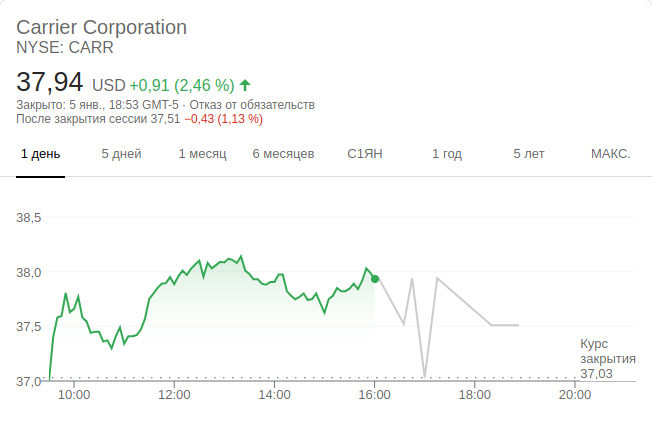 Carrier Corporation
NYSE: CARR
37,94 USD +0,91 (2,46 %)
Закрыто: 5 янв., 18:53 GMT-5 · Отказ от обязательств
После закрытия сессии 37,51 −0,43 (1,13 %)
1 день 5 дней 1 месяц 6 месяцев С1ЯН 1 год 5 лет МАКС.
38,5
38,0
37,5
Курс
закрытия
37,03
37,0
10:00 12:00 14:00 16:00 18:00 20:00